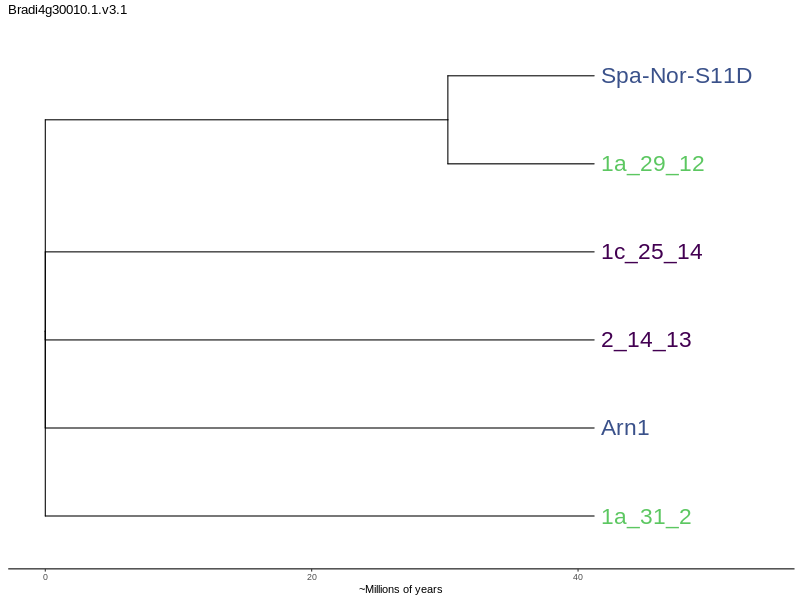 Bradi4g30010.1.v3.1
Spa-Nor-S11D
1a_29_12
1c_25_14
2_14_13
Arn1
1a_31_2
0 20 40
~Millions of years